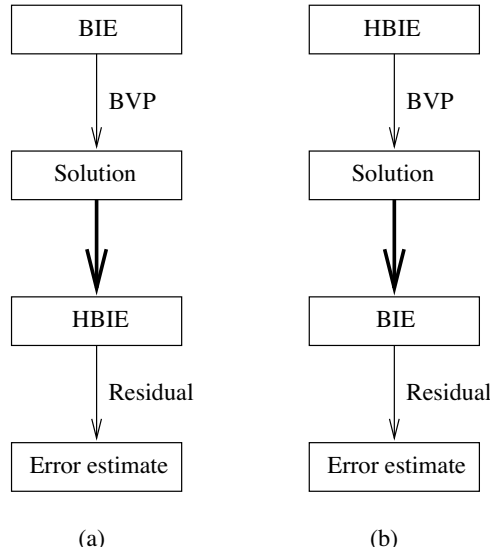 BIE
BVP
Solution
HBIE
Residual
Error estimate
(a)
HBIE
BVP
Solution
BIE
Residual
Error estimate
(b)